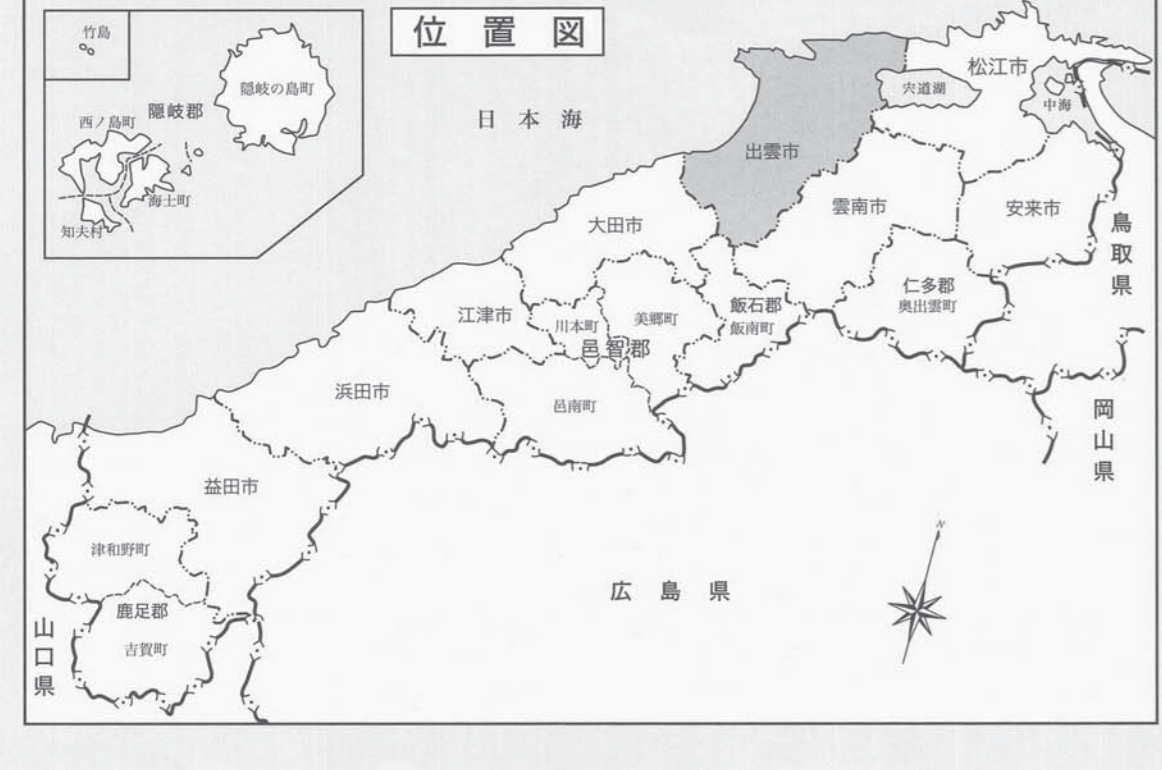 位置図
竹島
隠岐の島町
隠岐郡
西ノ島町
海士町
知夫村
日本海
松江市
宍道湖
中海
出雲市
雲南市
安来市
鳥取県
大田市
仁多郡
奥出雲町
飯石郡
飯南町
江津市
川本町
美郷町
邑智郡
浜田市
邑南町
岡山県
益田市
津和野町
鹿足郡
吉賀町
山口県
広島県
N